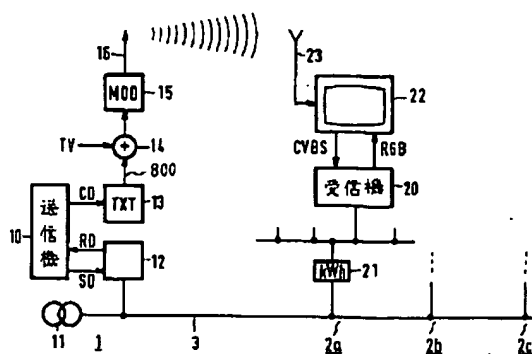 16
23
MOD
15
22
TV
+
14
CVBS
RGB
800
受信機
20
CD
TXT
13
10
送信機
RD
SD
12
kWh
21
11
1
3
2a
2b
2c